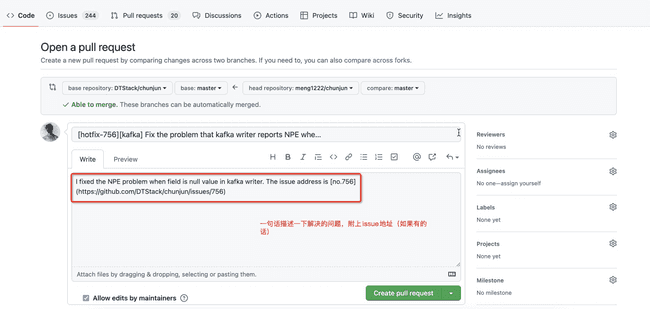 Code
Issues 244
Pull requests 20
Discussions
Actions
Projects
Wiki
Security
Insights
Open a pull request
Create a new pull request by comparing changes across two branches. If you need to, you can also compare across forks.
base repository: DTStack/chunjun
base: master
head repository: meng1222/chunjun
compare: master
Able to merge. These branches can be automatically merged.
[hotfix-756][kafka] Fix the problem that kafka writer reports NPE whe...
Write
Preview
H B I
I fixed the NPE problem when field is null value in kafka writer. The issue address is [no.756]
(https://github.com/DTStack/chunjun/issues/756)
一句话描述一下解决的问题，附上issue地址（如果有的
话）
Attach files by dragging & dropping, selecting or pasting them.
Allow edits by maintainers
Create pull request
Reviewers
No reviews
Assignees
No one—assign yourself
Labels
None yet
Projects
None yet
Milestone
No milestone